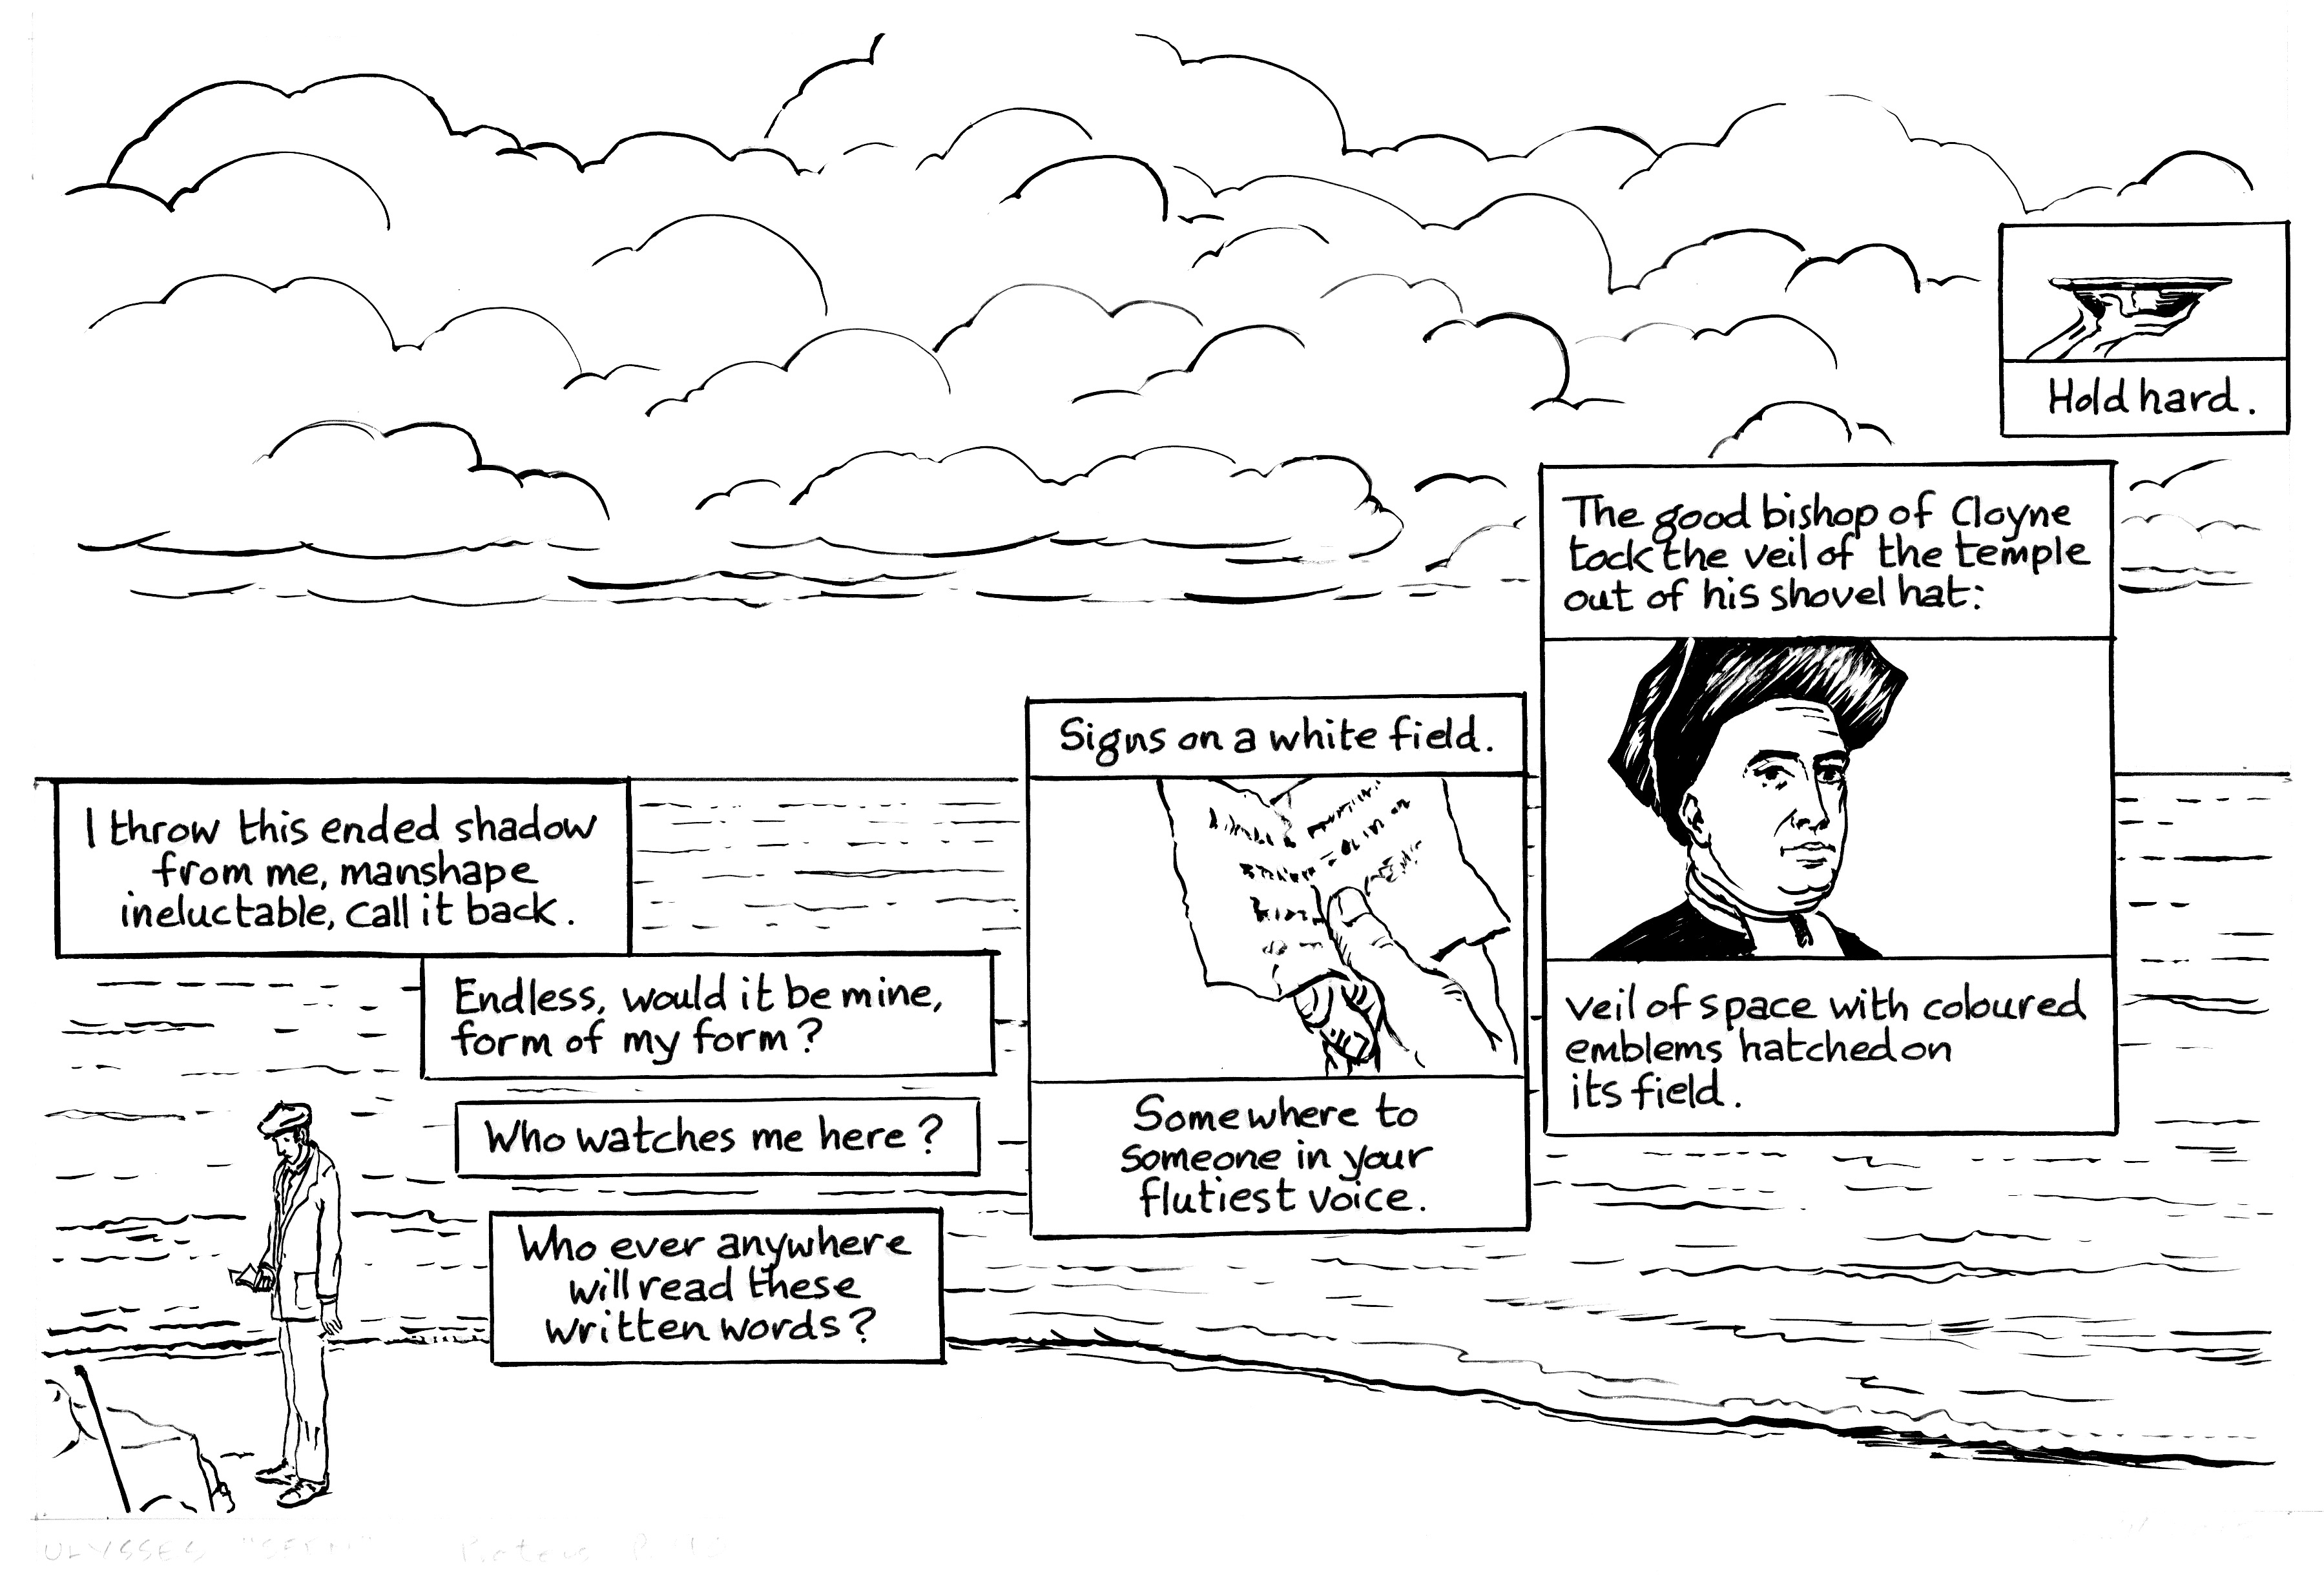 I throw this ended shadow
from me, manshape
ineluctable, call it back.
Endless, would it be mine,
form of my form?
Who watches me here?
Who ever anywhere
will read these
written words?
Signs on a white field.
Somewhere to
someone in your
flutiest voice.
The good bishop of Cloyne
took the veil of the temple
out of his shovel hat:
veil of space with coloured
emblems hatched on
its field.
Hold hard.
ULYSSES "SEEN" Proteus